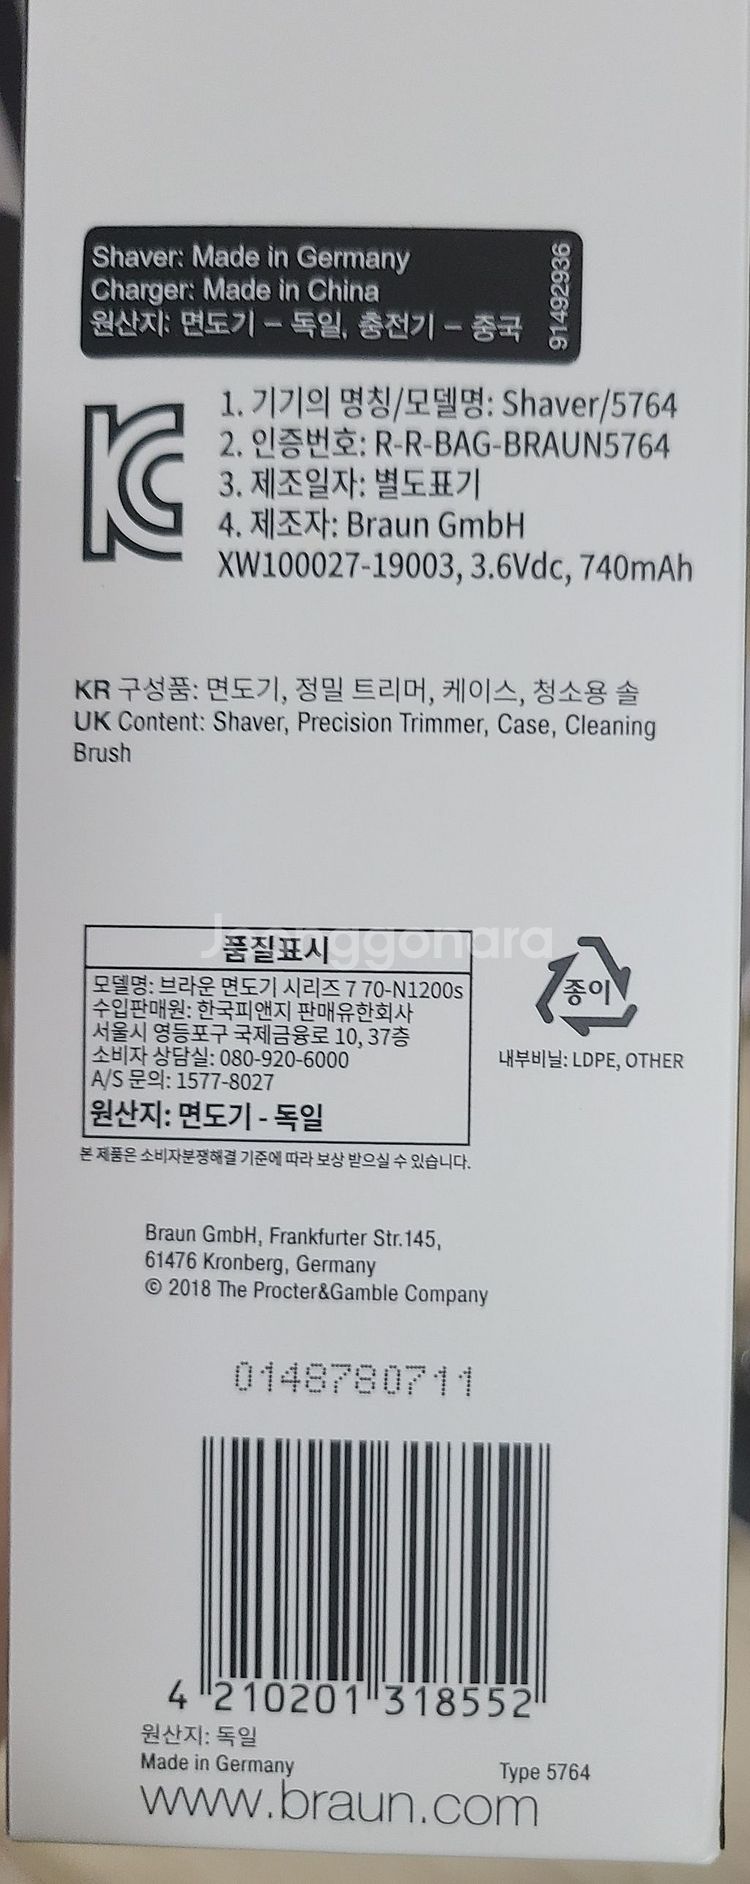 Shaver: Made in Germany
Charger: Made in China
원산지: 면도기 – 독일, 충전기 – 중국
91492936
1. 기기의 명칭/모델명: Shaver/5764
2. 인증번호: R-R-BAG-BRAUN5764
3. 제조일자: 별도표기
4. 제조자: Braun GmbH
XW100027-19003, 3.6Vdc, 740mAh
KR 구성품: 면도기, 정밀 트리머, 케이스, 청소용 솔
UK Content: Shaver, Precision Trimmer, Case, Cleaning
Brush
Joonggonara
품질표시
모델명: 브라운 면도기 시리즈 7 70-N1200s
수입판매원: 한국피앤지 판매유한회사
서울시 영등포구 국제금융로 10, 37층
소비자 상담실: 080-920-6000
A/S 문의: 1577-8027
원산지: 면도기 - 독일
종이
내부비닐: LDPE, OTHER
본 제품은 소비자분쟁해결 기준에 따라 보상 받으실 수 있습니다.
Braun GmbH, Frankfurter Str.145,
61476 Kronberg, Germany
© 2018 The Procter&Gamble Company
0148780711
4 210201 318552
원산지: 독일
Made in Germany
Type 5764
www.braun.com